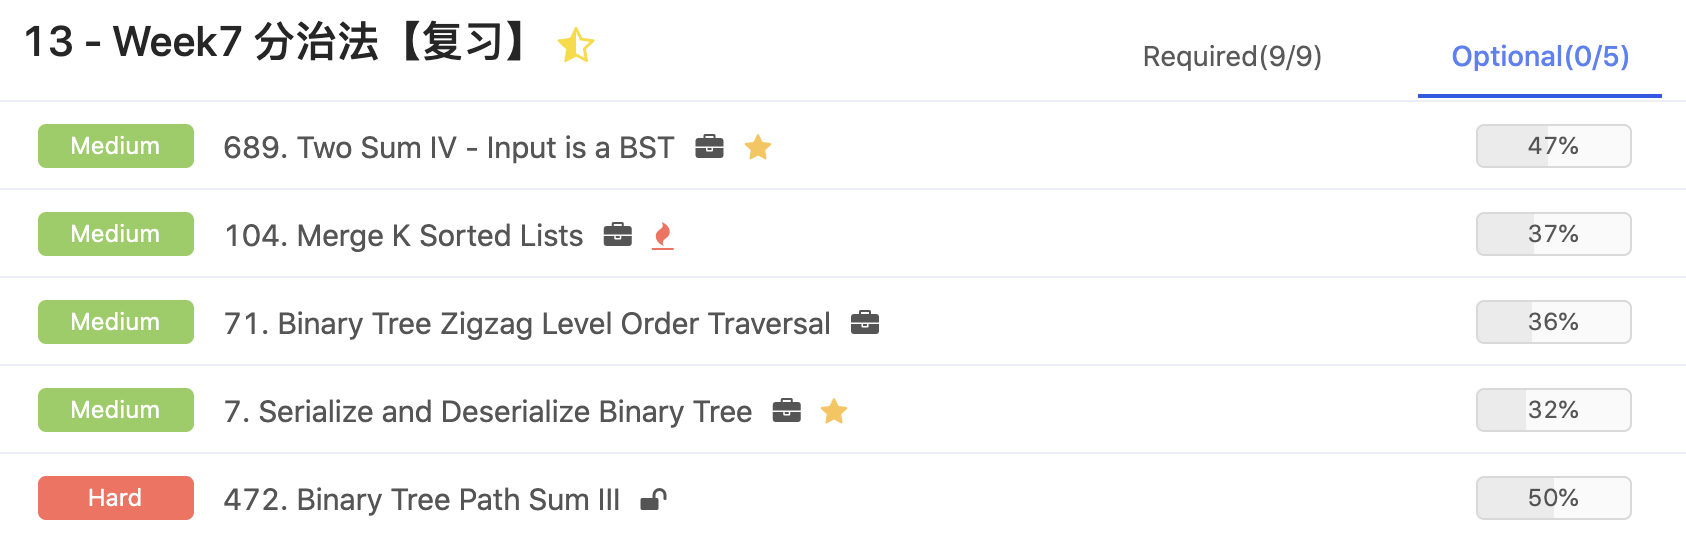 13 - Week7 分治法【复习】
Required(9/9)
Optional(0/5)
Medium 689. Two Sum IV - Input is a BST 47%
Medium 104. Merge K Sorted Lists 37%
Medium 71. Binary Tree Zigzag Level Order Traversal 36%
Medium 7. Serialize and Deserialize Binary Tree 32%
Hard 472. Binary Tree Path Sum III 50%